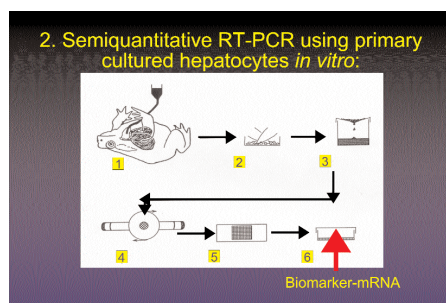 2. Semiquantitative RT-PCR using primary
cultured hepatocytes in vitro:
1
2
3
4
5
6
Biomarker-mRNA